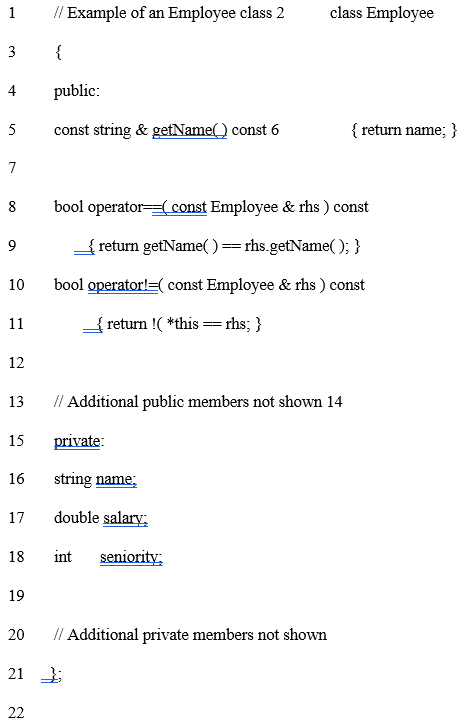 1 // Example of an Employee class 2 class Employee
3 {
4 public:
5 const string & getName( ) const 6 { return name; }
7
8 bool operator==( const Employee & rhs ) const
9 { return getName( ) == rhs.getName( ); }
10 bool operator!=( const Employee & rhs ) const
11 { return !( *this == rhs; }
12
13 // Additional public members not shown 14
15 private:
16 string name;
17 double salary;
18 int seniority;
19
20 // Additional private members not shown
21 };
22